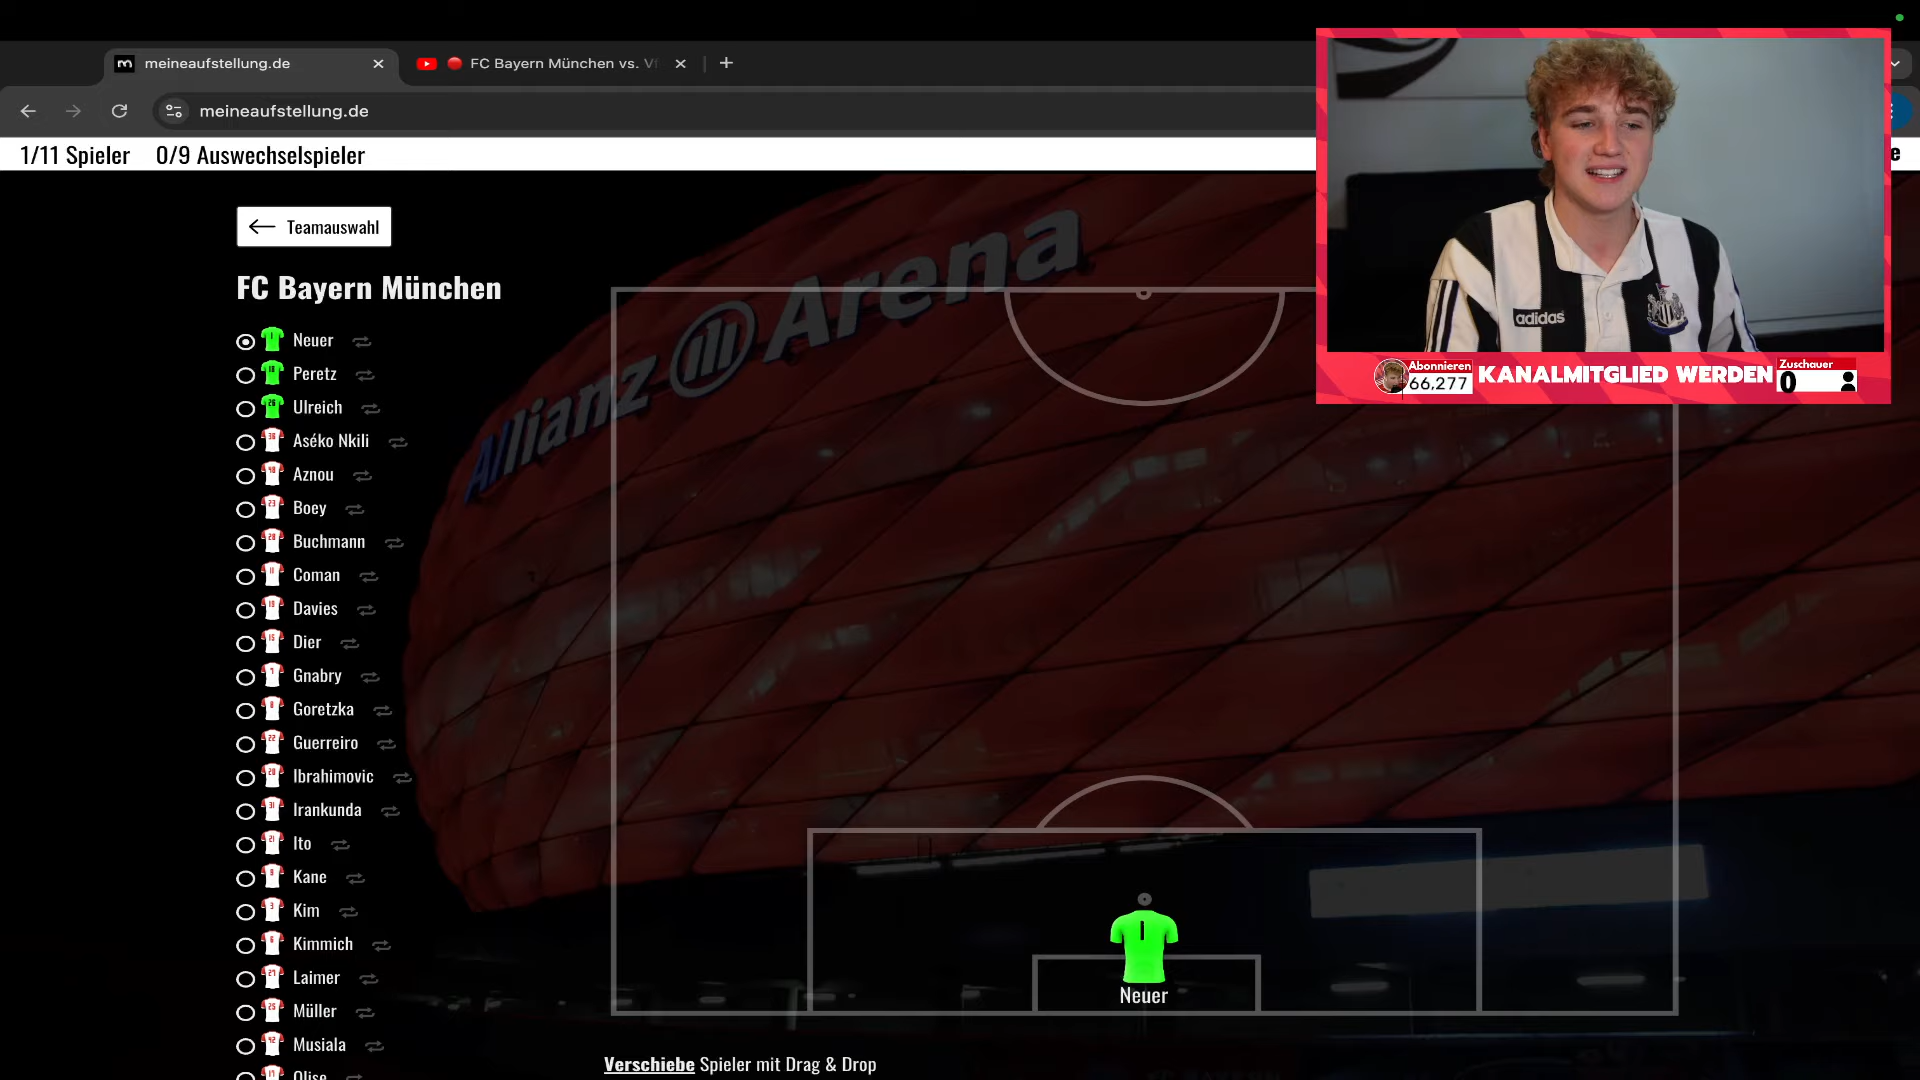 meineaufstellung.de
FC Bayern München vs. Vf
meineaufstellung.de
1/11 Spieler 0/9 Auswechselspieler
e
Teamauswahl
FC Bayern München
Neuer
Peretz
Ulreich
Aséko Nkili
Aznou
Boey
Buchmann
Coman
Davies
Dier
Gnabry
Goretzka
Guerreiro
Ibrahimovic
Irankunda
Ito
Kane
Kim
Kimmich
Laimer
Müller
Musiala
Olise
Allianz Arena
1
Neuer
Verschiebe Spieler mit Drag & Drop
adidas
Abonnieren
66,277
KANALMITGLIED WERDEN
Zuschauer
0